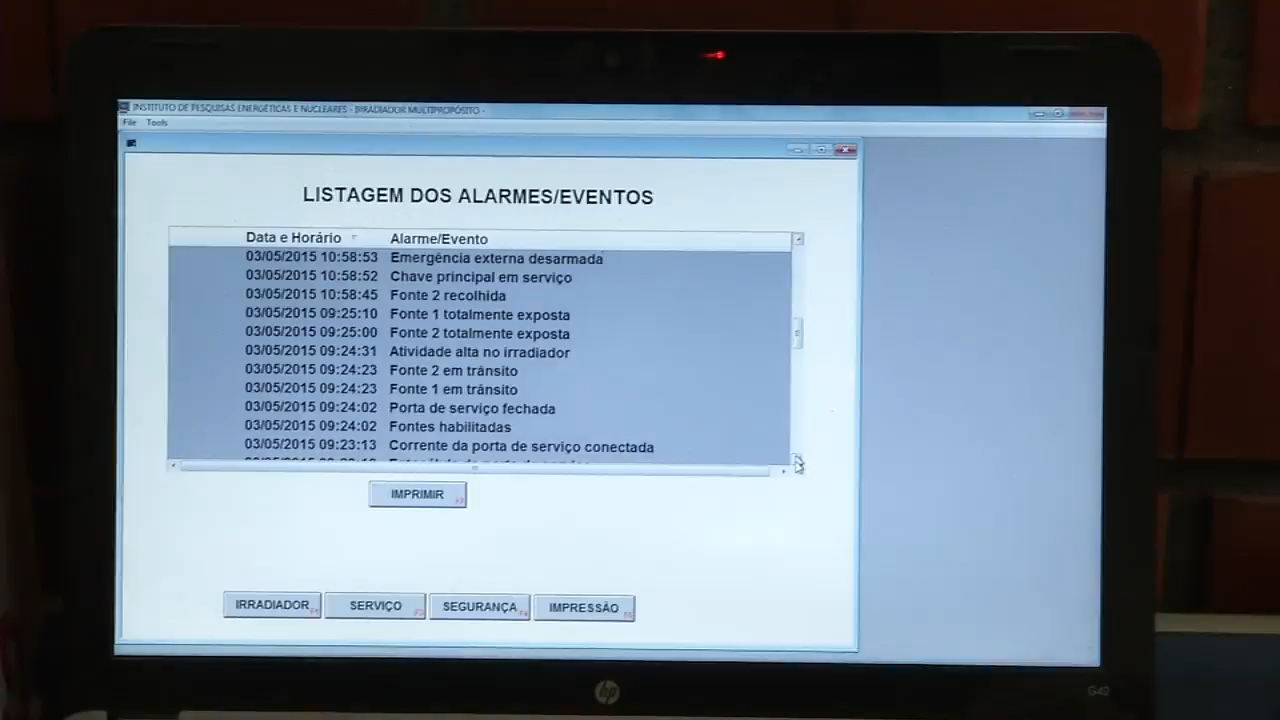 INSTITUTO DE PESQUISAS ENERGÉTICAS E NUCLEARES - IRRADIADOR MULTIPROPÓSITO -
File Tools
LISTAGEM DOS ALARMES/EVENTOS
Data e Horário Alarme/Evento
03/05/2015 10:58:53 Emergência externa desarmada
03/05/2015 10:58:52 Chave principal em serviço
03/05/2015 10:58:45 Fonte 2 recolhida
03/05/2015 09:25:10 Fonte 1 totalmente exposta
03/05/2015 09:25:00 Fonte 2 totalmente exposta
03/05/2015 09:24:31 Atividade alta no irradiador
03/05/2015 09:24:23 Fonte 2 em trânsito
03/05/2015 09:24:23 Fonte 1 em trânsito
03/05/2015 09:24:02 Porta de serviço fechada
03/05/2015 09:24:02 Fontes habilitadas
03/05/2015 09:23:13 Corrente da porta de serviço conectada
IMPRIMIR
IRRADIADOR F1 SERVIÇO SEGURANÇA IMPRESSÃO
hp
G42